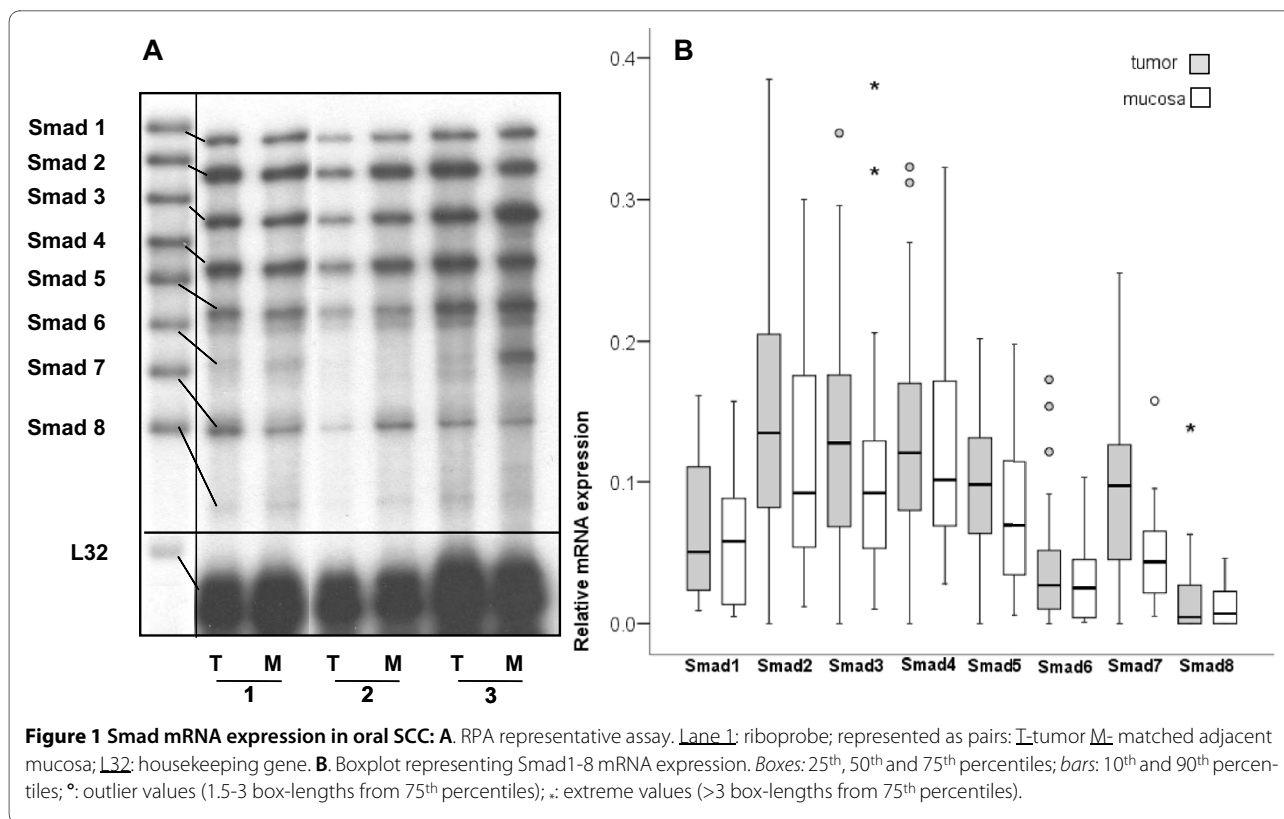 A
Smad 1
Smad 2
Smad 3
Smad 4
Smad 5
Smad 6
Smad 7
Smad 8
L32
T M T M T M
1 2 3
B
tumor
mucosa
Relative mRNA expression
0.4
0.3
0.2
0.1
0.0
Smad1 Smad2 Smad3 Smad4 Smad5 Smad6 Smad7 Smad8
Figure 1 Smad mRNA expression in oral SCC: A. RPA representative assay. Lane 1: riboprobe; represented as pairs: T-tumor M- matched adjacent
mucosa; L32: housekeeping gene. B. Boxplot representing Smad1-8 mRNA expression. Boxes: 25th, 50th and 75th percentiles; bars: 10th and 90th percen-
tiles; °: outlier values (1.5-3 box-lengths from 75th percentiles); *: extreme values (>3 box-lengths from 75th percentiles).